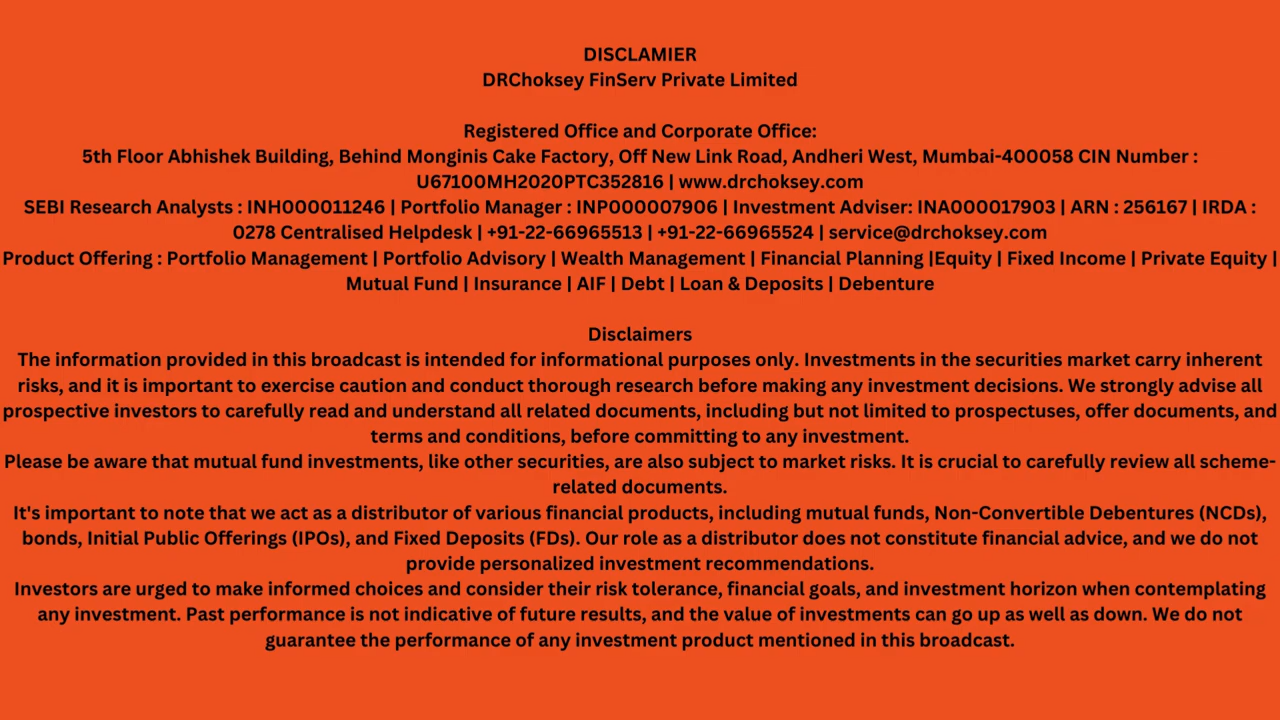 DISCLAMIER
DRChoksey FinServ Private Limited
Registered Office and Corporate Office:
5th Floor Abhishek Building, Behind Monginis Cake Factory, Off New Link Road, Andheri West, Mumbai-400058 CIN Number :
U67100MH2020PTC352816 | www.drchoksey.com
SEBI Research Analysts : INH000011246 | Portfolio Manager : INP000007906 | Investment Adviser: INA000017903 | ARN : 256167 | IRDA :
0278 Centralised Helpdesk | +91-22-66965513 | +91-22-66965524 | service@drchoksey.com
Product Offering : Portfolio Management | Portfolio Advisory | Wealth Management | Financial Planning |Equity | Fixed Income | Private Equity |
Mutual Fund | Insurance | AIF | Debt | Loan & Deposits | Debenture
Disclaimers
The information provided in this broadcast is intended for informational purposes only. Investments in the securities market carry inherent
risks, and it is important to exercise caution and conduct thorough research before making any investment decisions. We strongly advise all
prospective investors to carefully read and understand all related documents, including but not limited to prospectuses, offer documents, and
terms and conditions, before committing to any investment.
Please be aware that mutual fund investments, like other securities, are also subject to market risks. It is crucial to carefully review all scheme-
related documents.
It's important to note that we act as a distributor of various financial products, including mutual funds, Non-Convertible Debentures (NCDs),
bonds, Initial Public Offerings (IPOs), and Fixed Deposits (FDs). Our role as a distributor does not constitute financial advice, and we do not
provide personalized investment recommendations.
Investors are urged to make informed choices and consider their risk tolerance, financial goals, and investment horizon when contemplating
any investment. Past performance is not indicative of future results, and the value of investments can go up as well as down. We do not
guarantee the performance of any investment product mentioned in this broadcast.